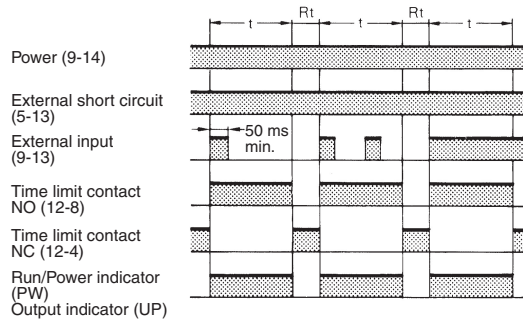 t Rt t Rt t
Power (9-14)
External short circuit
(5-13)
External input
(9-13)
50 ms
min.
Time limit contact
NO (12-8)
Time limit contact
NC (12-4)
Run/Power indicator
(PW)
Output indicator (UP)